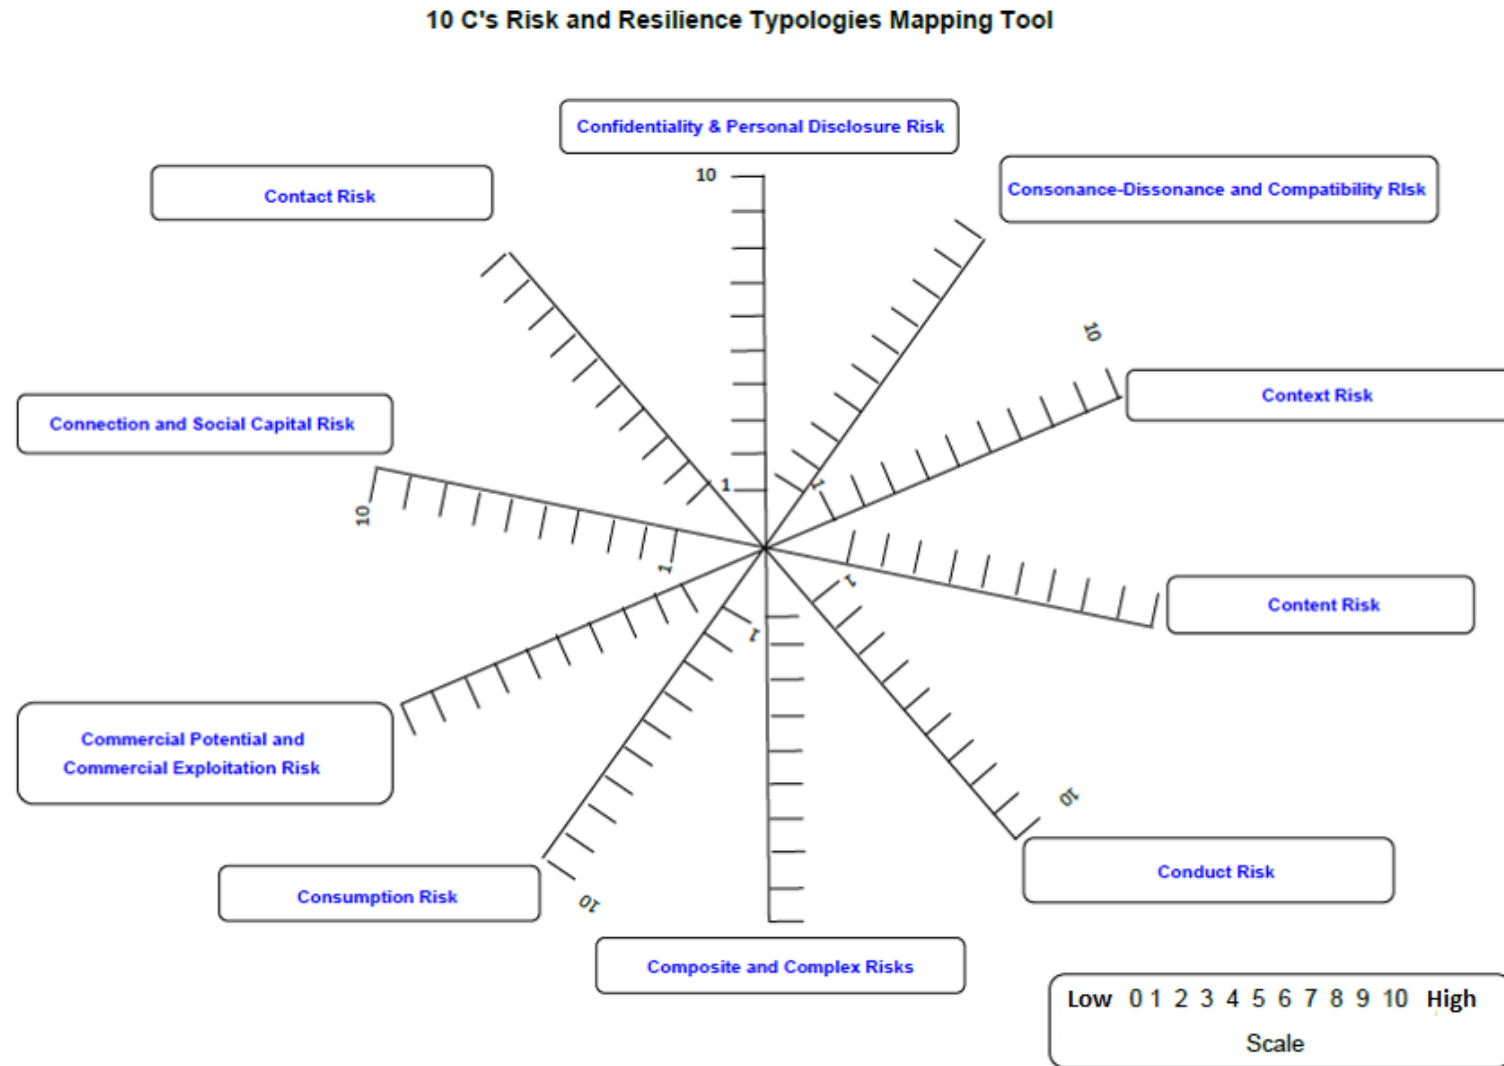 10 C's Risk and Resilience Typologies Mapping Tool
Confidentiality & Personal Disclosure Risk
Consonance-Dissonance and Compatibility RIsk
Contact Risk
10
10
Context Risk
Connection and Social Capital Risk
10
1
1
1
1
1
Content Risk
Commercial Potential and
Commercial Exploitation Risk
10
Conduct Risk
Consumption Risk
10
Composite and Complex Risks
Low 0 1 2 3 4 5 6 7 8 9 10 High
Scale